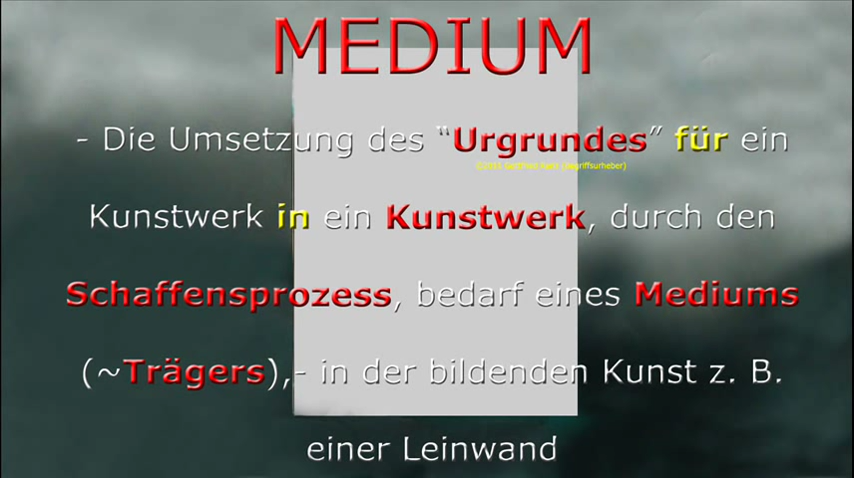 MEDIUM
- Die Umsetzung des “Urgrundes” für ein
(Begriffsurheber)
Kunstwerk in ein Kunstwerk, durch den
Schaffensprozess, bedarf eines Mediums
(~Trägers),- in der bildenden Kunst z. B.
einer Leinwand